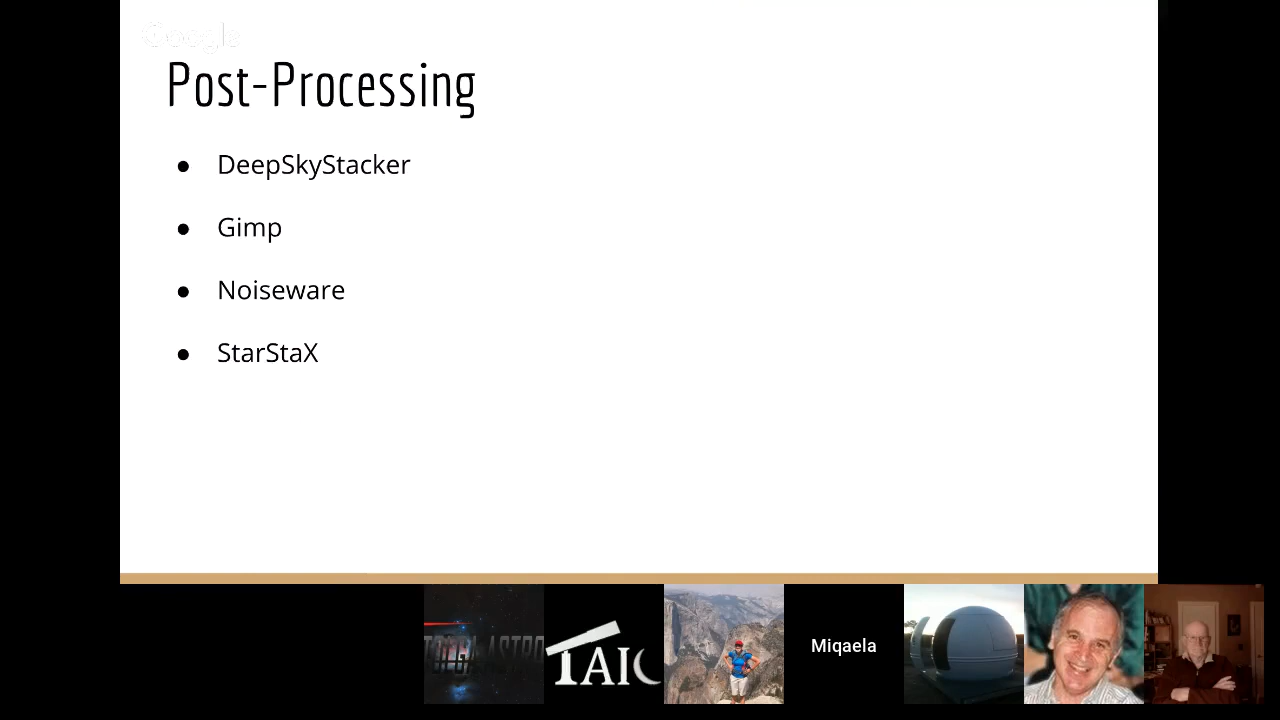 Google
Post-Processing
● DeepSkyStacker
● Gimp
● Noiseware
● StarStaX
TAIC
Miqaela